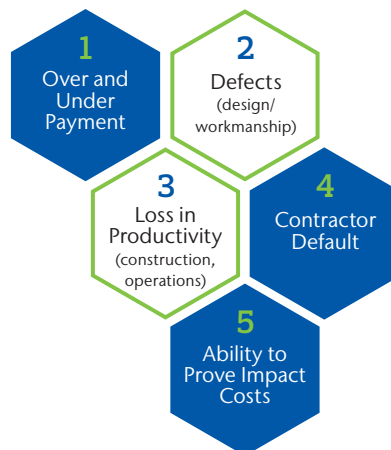 1
Over and
Under
Payment
2
Defects
(design/
workmanship)
3
Loss in
Productivity
(construction,
operations)
4
Contractor
Default
5
Ability to
Prove Impact
Costs